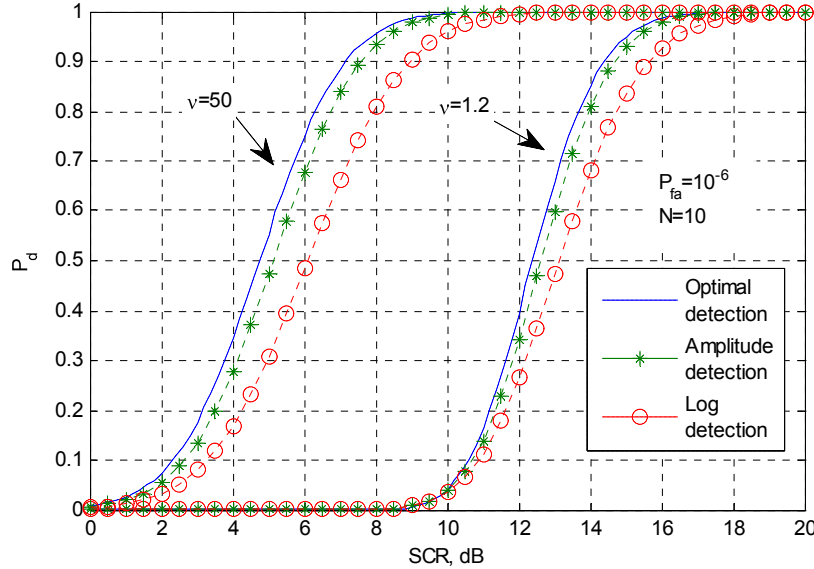 1
0.9
0.8
0.7
0.6
0.5
0.4
0.3
0.2
0.1
0
P_d
ν=50
ν=1.2
P_fa=10^-6
N=10
Optimal
detection
Amplitude
detection
Log
detection
0 2 4 6 8 10 12 14 16 18 20
SCR, dB